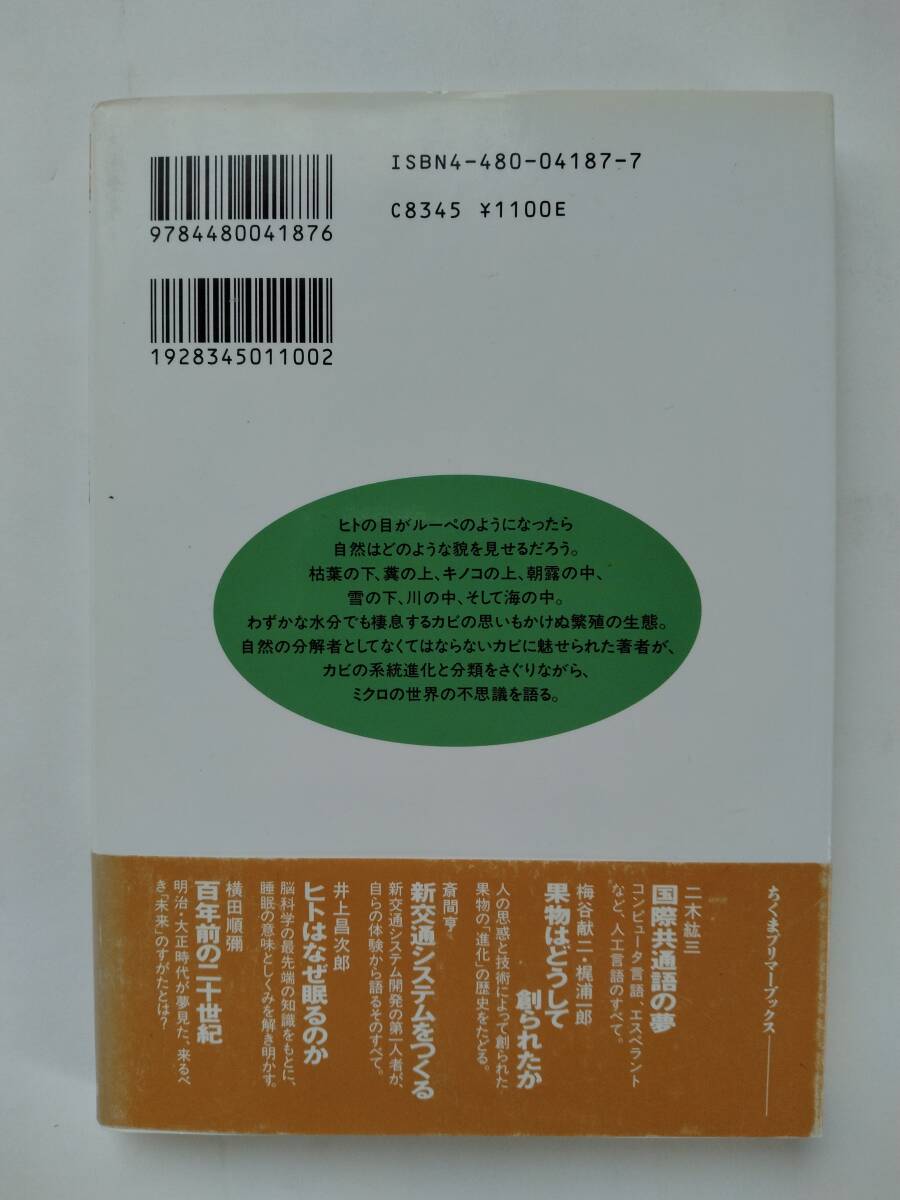 ISBN4-480-04187-7
C8345 ¥1100E
9784480041876
1928345011002
ヒトの目がルーペのようになったら
自然はどのような貌を見せるだろう。
枯葉の下、糞の上、キノコの上、朝露の中、
雪の下、川の中、そして海の中。
わずかな水分でも棲息するカビの思いもかけぬ繁殖の生態。
自然の分解者としてなくてはならないカビに魅せられた著者が、
カビの系統進化と分類をさぐりながら、
ミクロの世界の不思議を語る。
ちくまプリマーブックス
二木紘三
国際共通語の夢
コンピュータ言語、エスペラント
など、人工言語のすべて。
梅谷献二・梶浦一郎
果物はどうして
創られたか
人の思惑と技術によって創られた
果物の「進化」の歴史をたどる。
斎間亨
新交通システムをつくる
新交通システム開発の第一人者が、
自らの体験から語るそのすべて。
井上昌次郎
ヒトはなぜ眠るのか
脳科学の最先端の知識をもとに、
睡眠の意味としくみを解き明かす。
横田順彌
百年前の二十世紀
明治・大正時代が夢見た、来るべ
き「未来」のすがたとは？